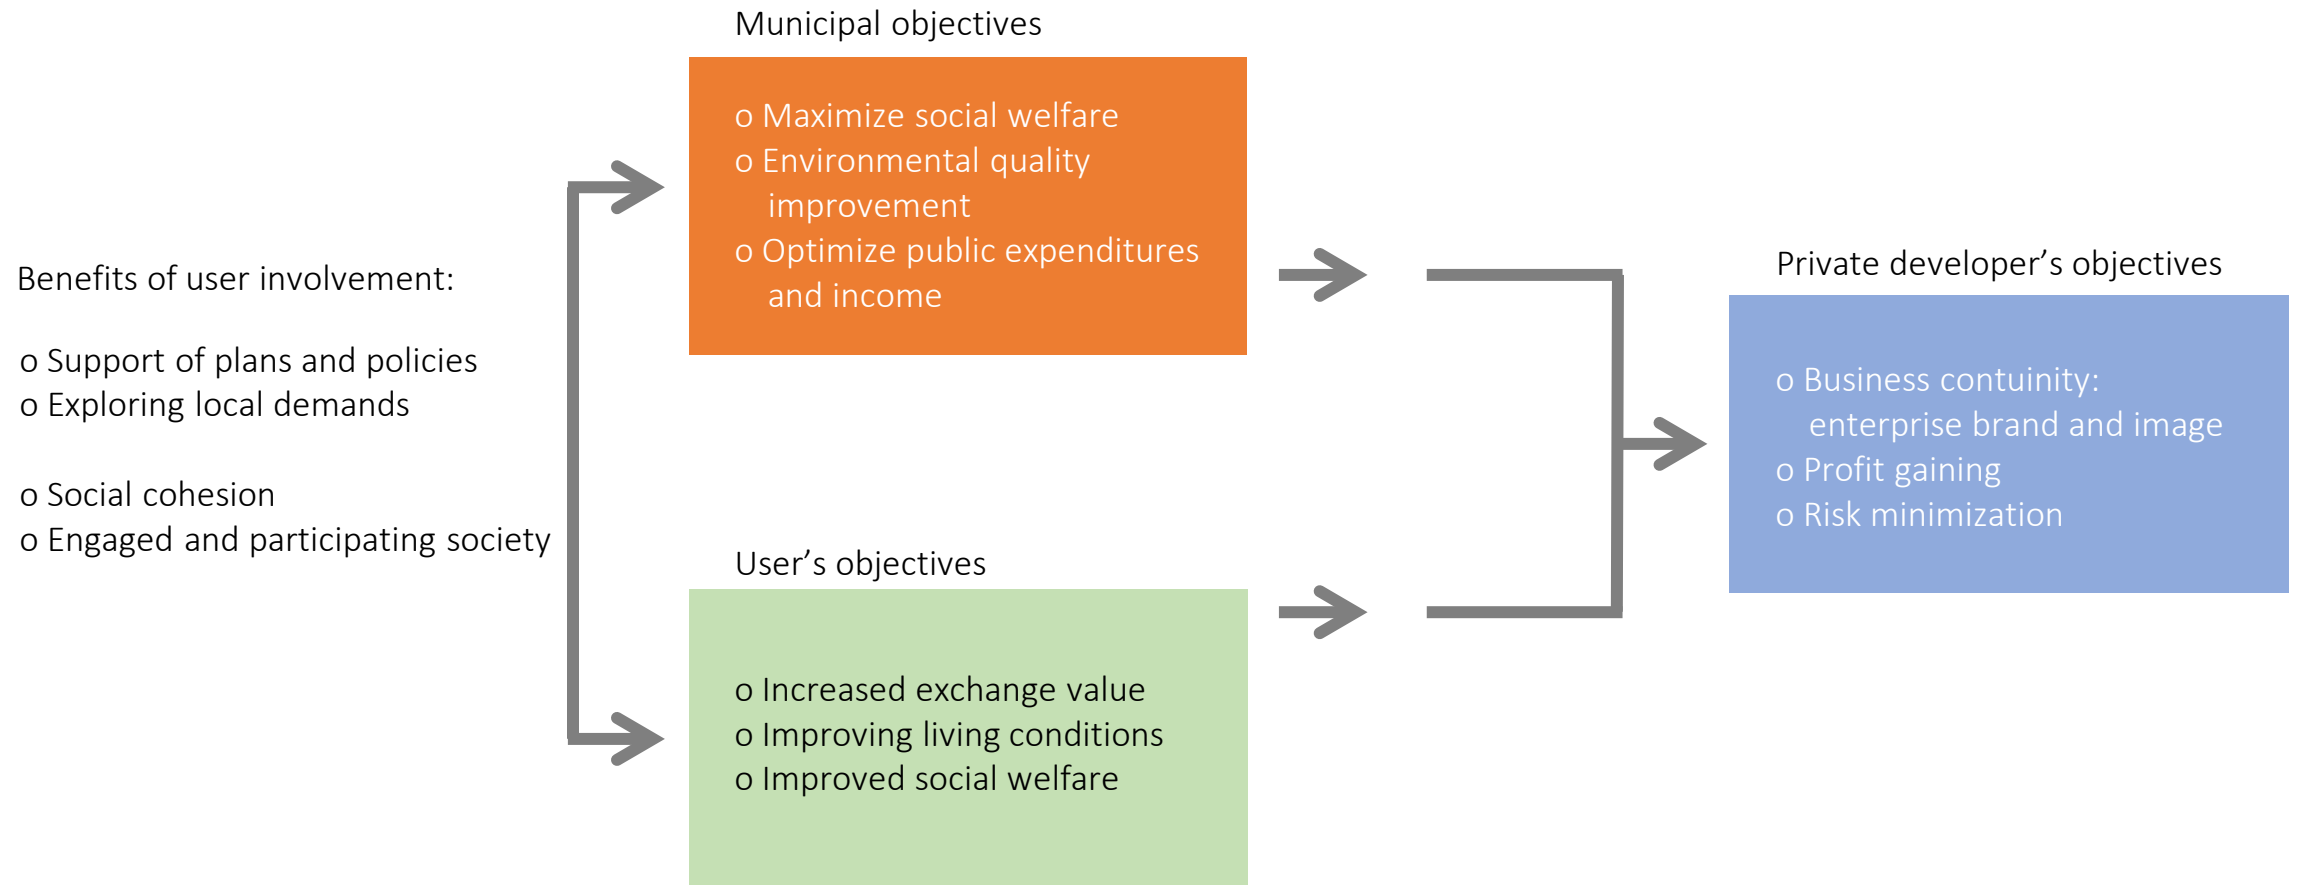 Benefits of user involvement:
o Support of plans and policies
o Exploring local demands
o Social cohesion
o Engaged and participating society
Municipal objectives
o Maximize social welfare
o Environmental quality
improvement
o Optimize public expenditures
and income
User’s objectives
o Increased exchange value
o Improving living conditions
o Improved social welfare
Private developer’s objectives
o Business contuinity:
enterprise brand and image
o Profit gaining
o Risk minimization